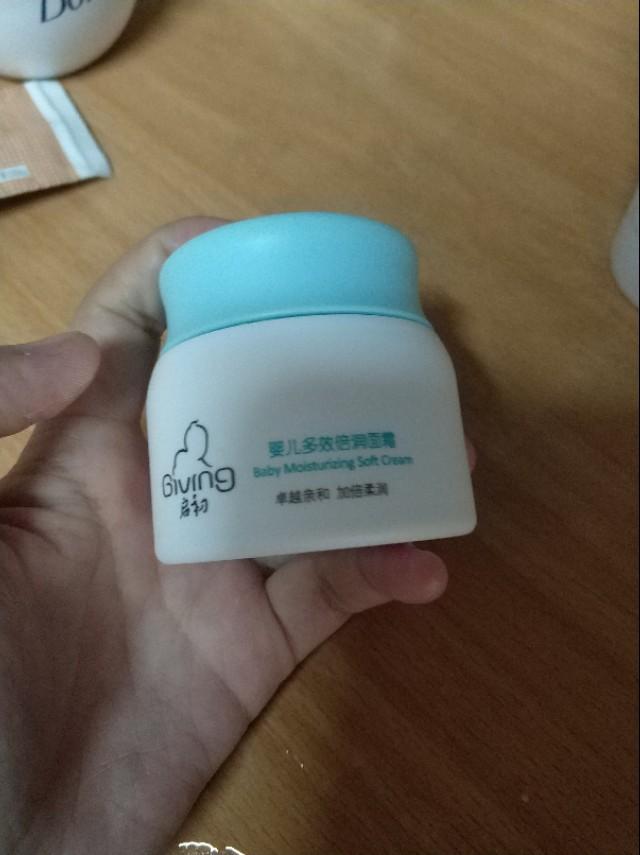 Giving
启初
婴儿多效倍润面霜
Baby Moisturizing Soft Cream
卓越亲和 加倍柔润